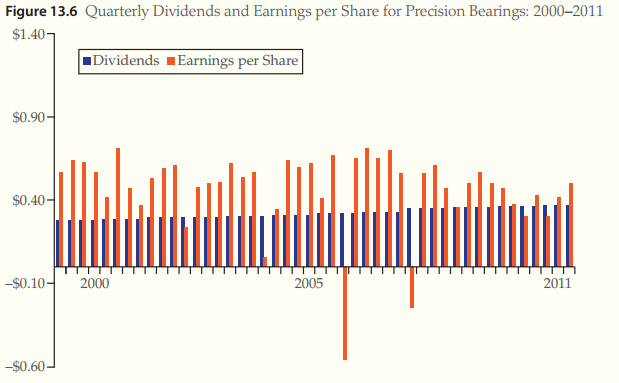 Figure 13.6 Quarterly Dividends and Earnings per Share for Precision Bearings: 2000–2011
$1.40
Dividends Earnings per Share
$0.90
$0.40
–$0.10
2000 2005 2011
–$0.60